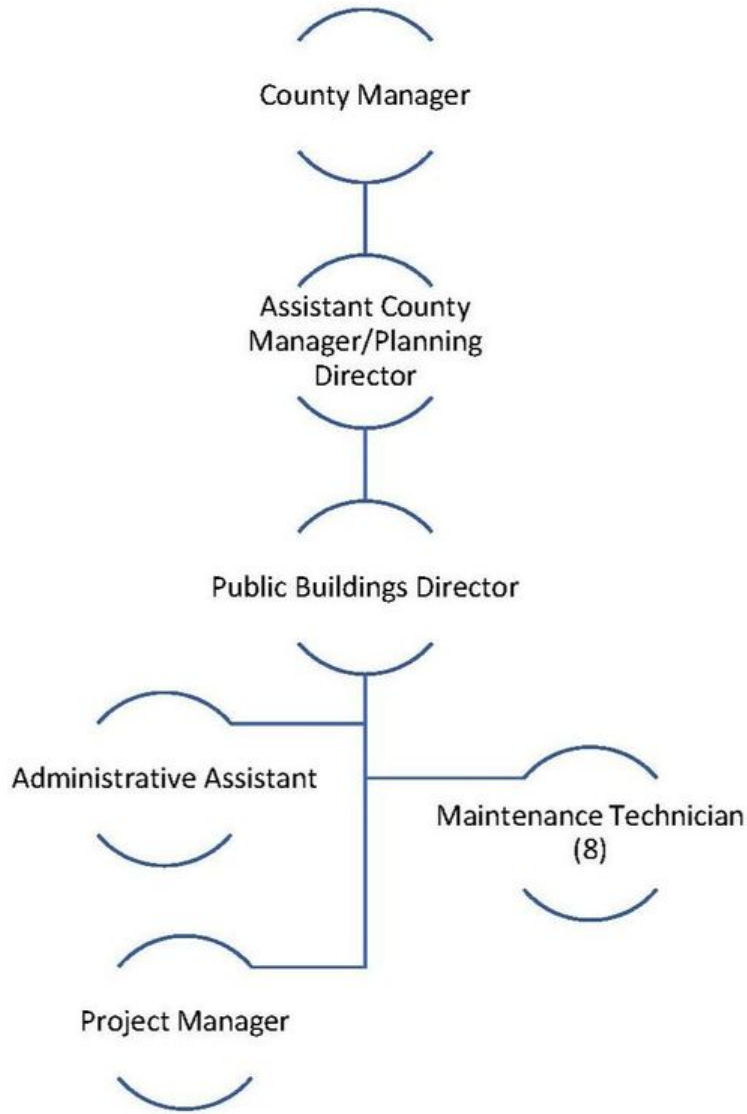 County Manager
Assistant County
Manager/Planning
Director
Public Buildings Director
Administrative Assistant
Maintenance Technician
(8)
Project Manager